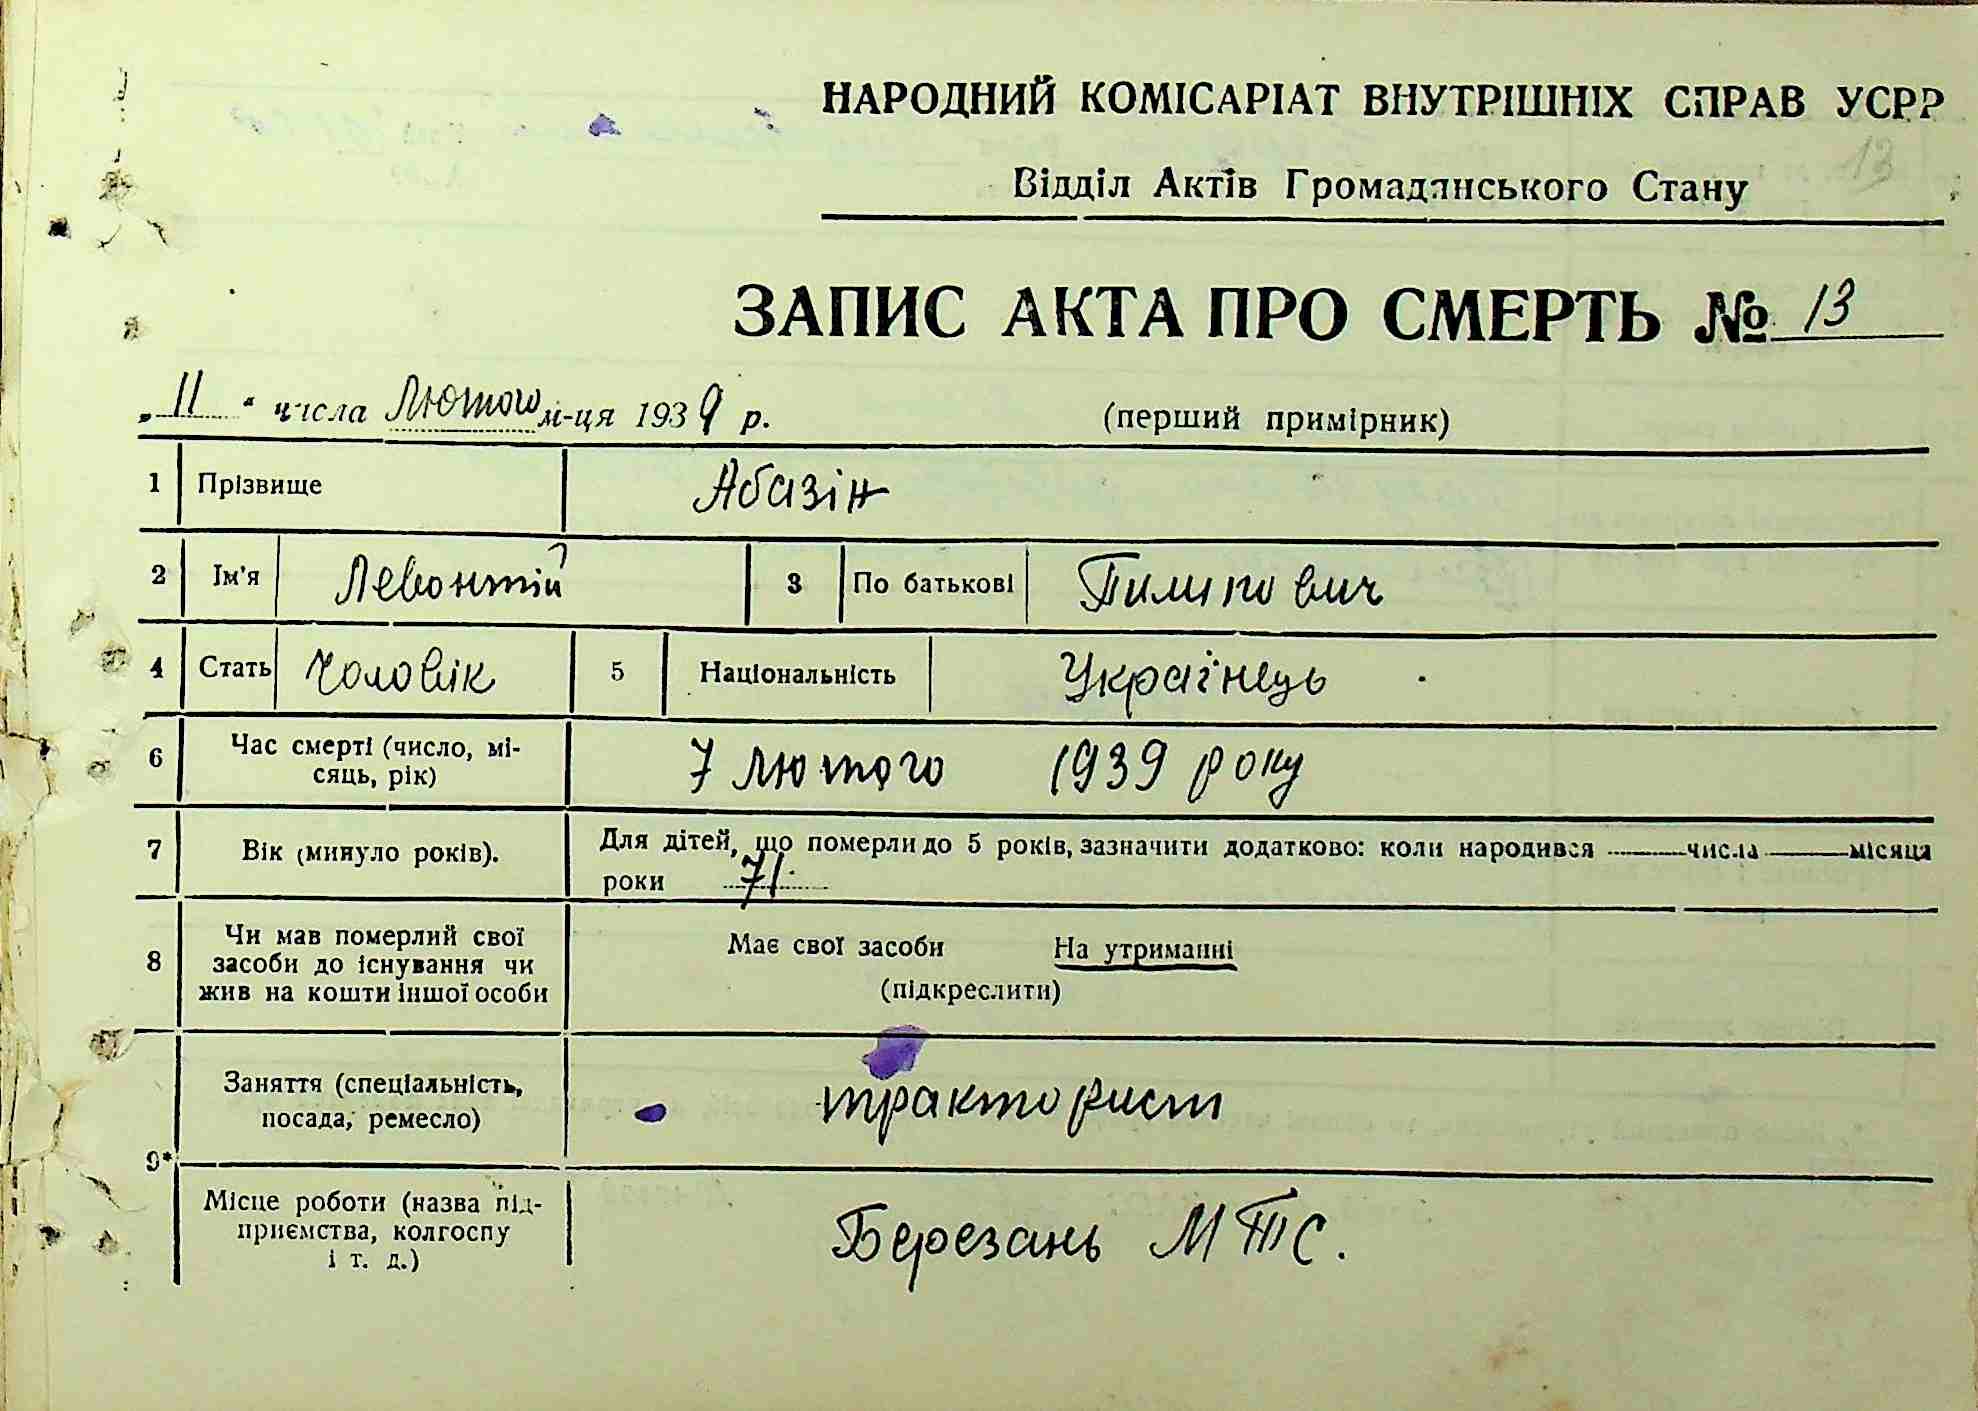 НАРОДНИЙ КОМІСАРІАТ ВНУТРІШНІХ СПРАВ УСРР
13
Відділ Актів Громадянського Стану
ЗАПИС АКТА ПРО СМЕРТЬ № 13
„11“ числа Лютого м-ця 1939 р. (перший примірник)
1 Прізвище Абазін
2 Ім'я Левонтій 3 По батькові Пилипович
4 Стать Чоловік 5 Національність Українець
6 Час смерті (число, мі-
сяць, рік) 7 лютого 1939 року
7 Вік (минуло років). Для дітей, що померли до 5 років, зазначити додатково: коли народився числа місяця
роки 71
8 Чи мав померлий свої
засоби до існування чи
жив на кошти іншої особи
Має свої засоби На утриманні
(підкреслити)
9*
Заняття (спеціальність,
посада, ремесло) тракторист
Місце роботи (назва під-
приємства, колгоспу
і т. д.) Березань МТС.